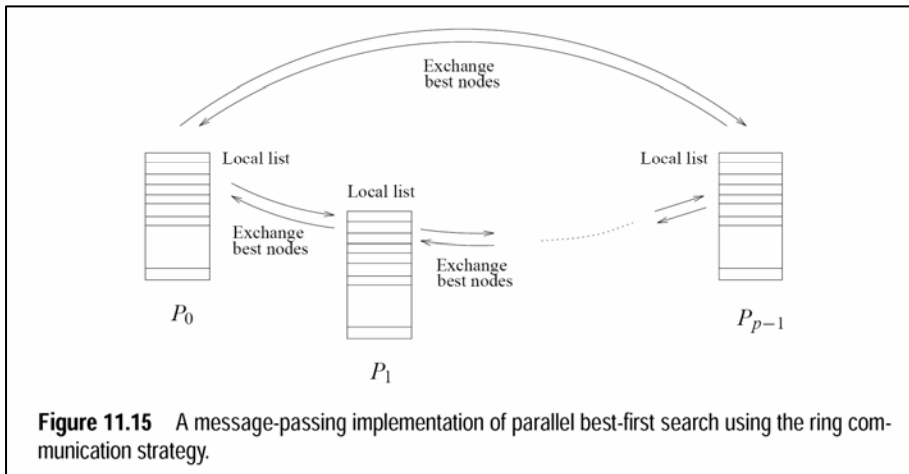 Exchange
best nodes
Local list
Local list
Local list
Exchange
best nodes
Exchange
best nodes
P₀
P₁
Pₚ₋₁
Figure 11.15 A message-passing implementation of parallel best-first search using the ring com-
munication strategy.